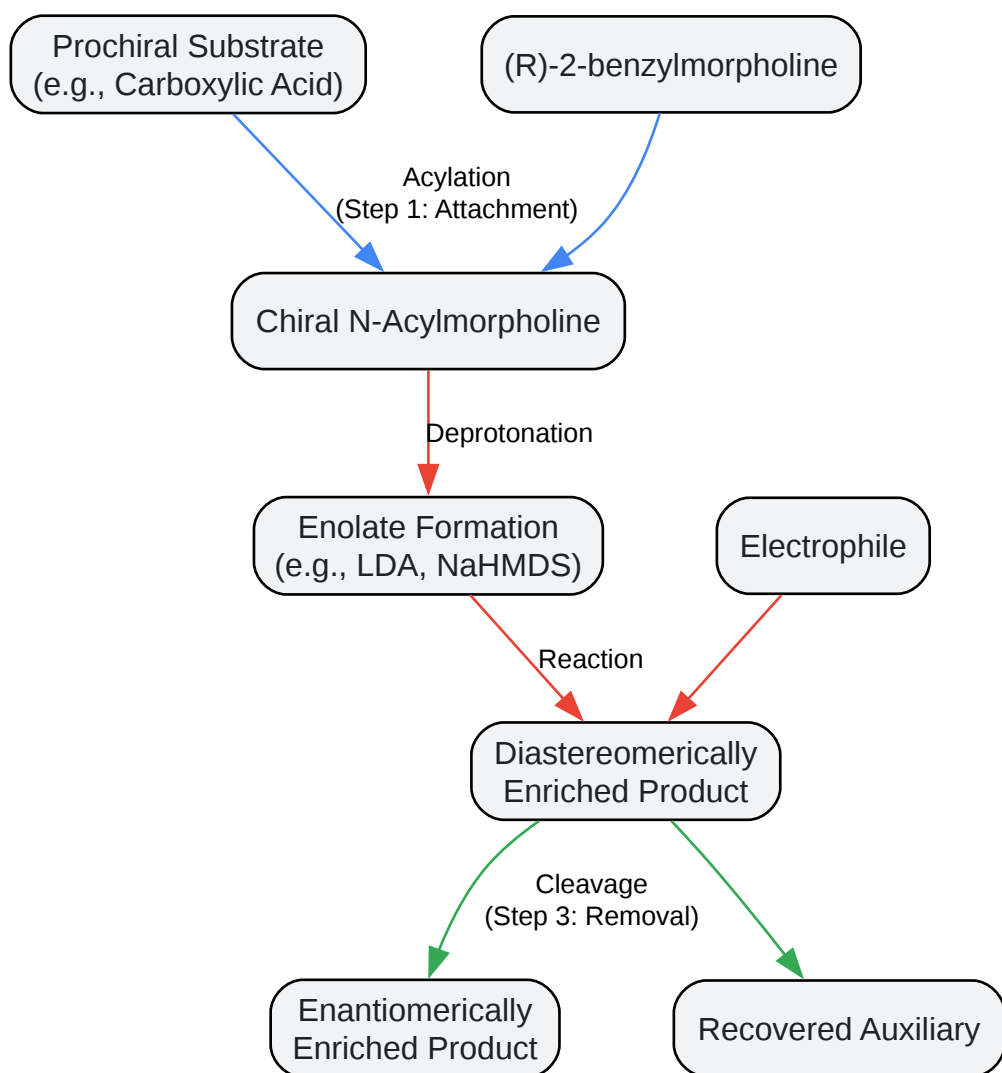 Prochiral Substrate
(e.g., Carboxylic Acid)
(R)-2-benzylmorpholine
Acylation
(Step 1: Attachment)
Chiral N-Acylmorpholine
Deprotonation
Enolate Formation
(e.g., LDA, NaHMDS)
Electrophile
Reaction
Diastereomerically
Enriched Product
Cleavage
(Step 3: Removal)
Enantiomerically
Enriched Product
Recovered Auxiliary